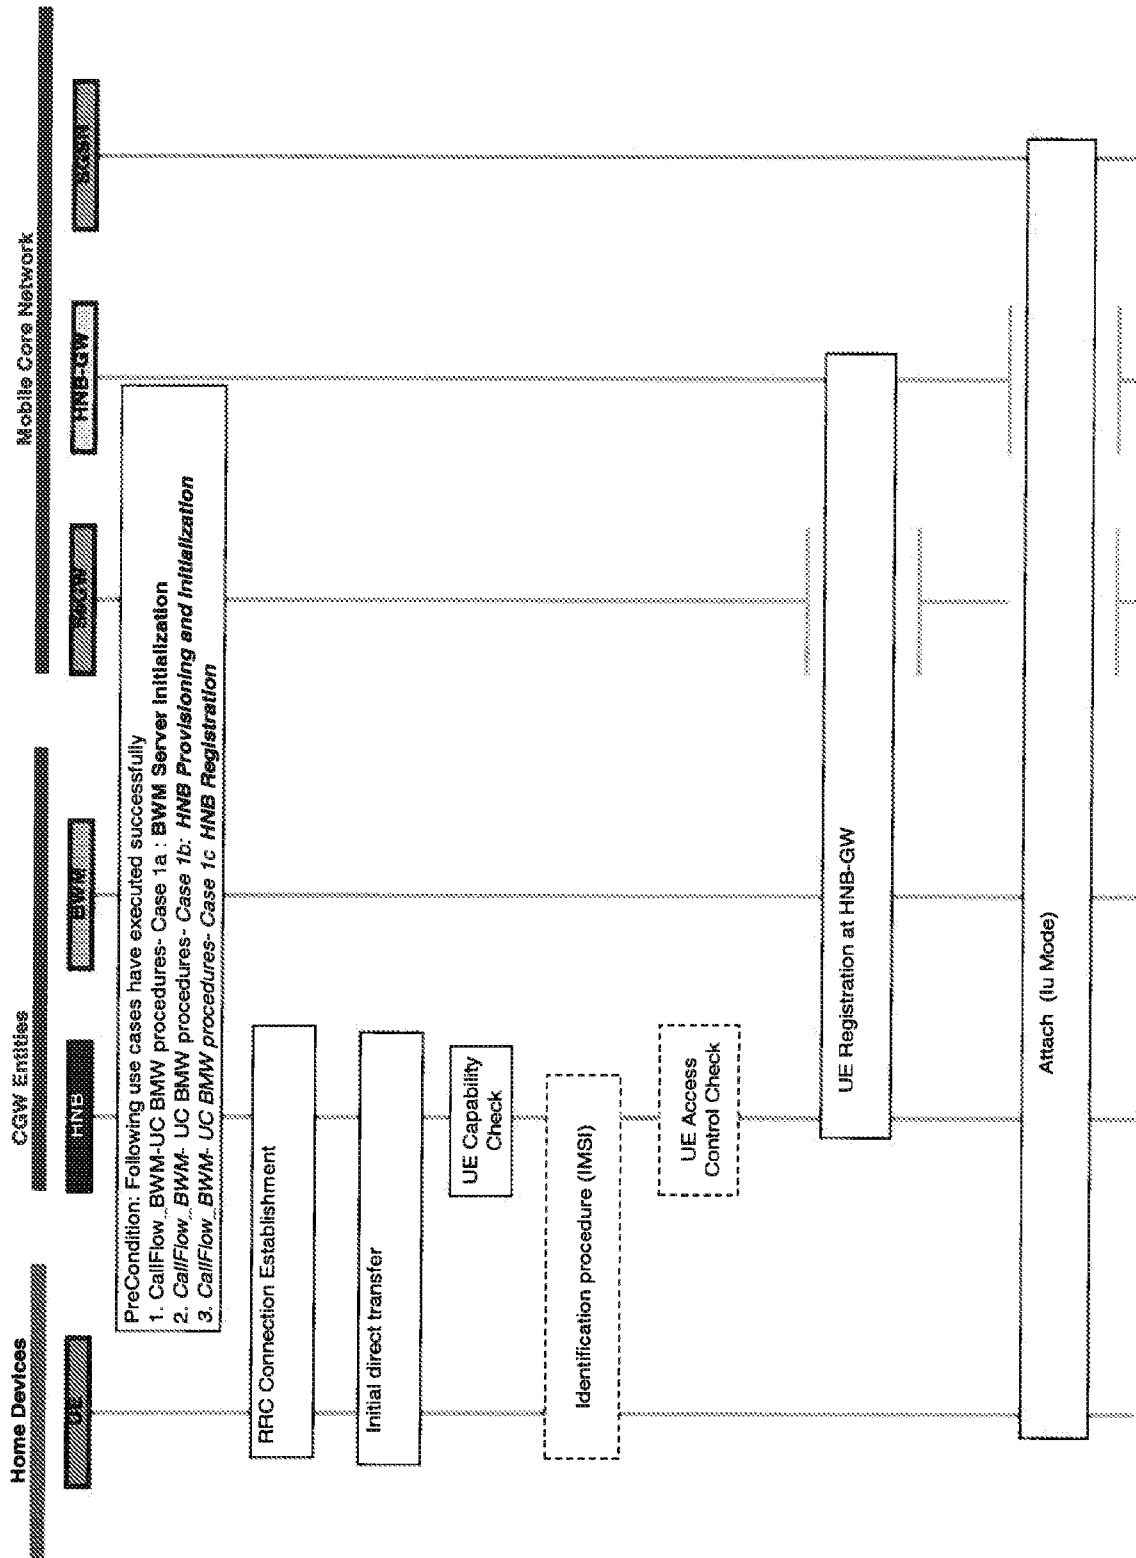 Home Devices
CGW Entities
Mobile Core Network
UE
HNB
BWM
SeGW
HNB-GW
SGSN
PreCondition: Following use cases have executed successfully
1. CallFlow_BWM-UC BMW procedures- Case 1a : BWM Server Initialization
2. CallFlow_BWM- UC BMW procedures- Case 1b: HNB Provisioning and Initialization
3. CallFlow_BWM- UC BMW procedures- Case 1c HNB Registration
RRC Connection Establishment
Initial direct transfer
UE Capability
Check
Identification procedure (IMSI)
UE Access
Control Check
UE Registration at HNB-GW
Attach (Iu Mode)